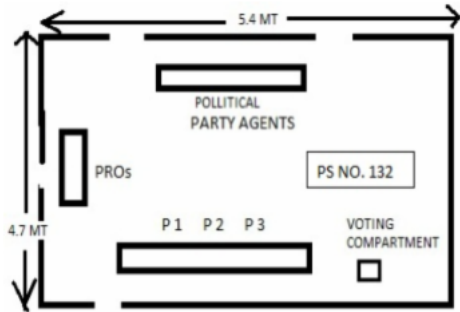 5.4 MT
POLLITICAL
PARTY AGENTS
PROs
PS NO. 132
4.7 MT
P 1 P 2 P 3
VOTING
COMPARTMENT